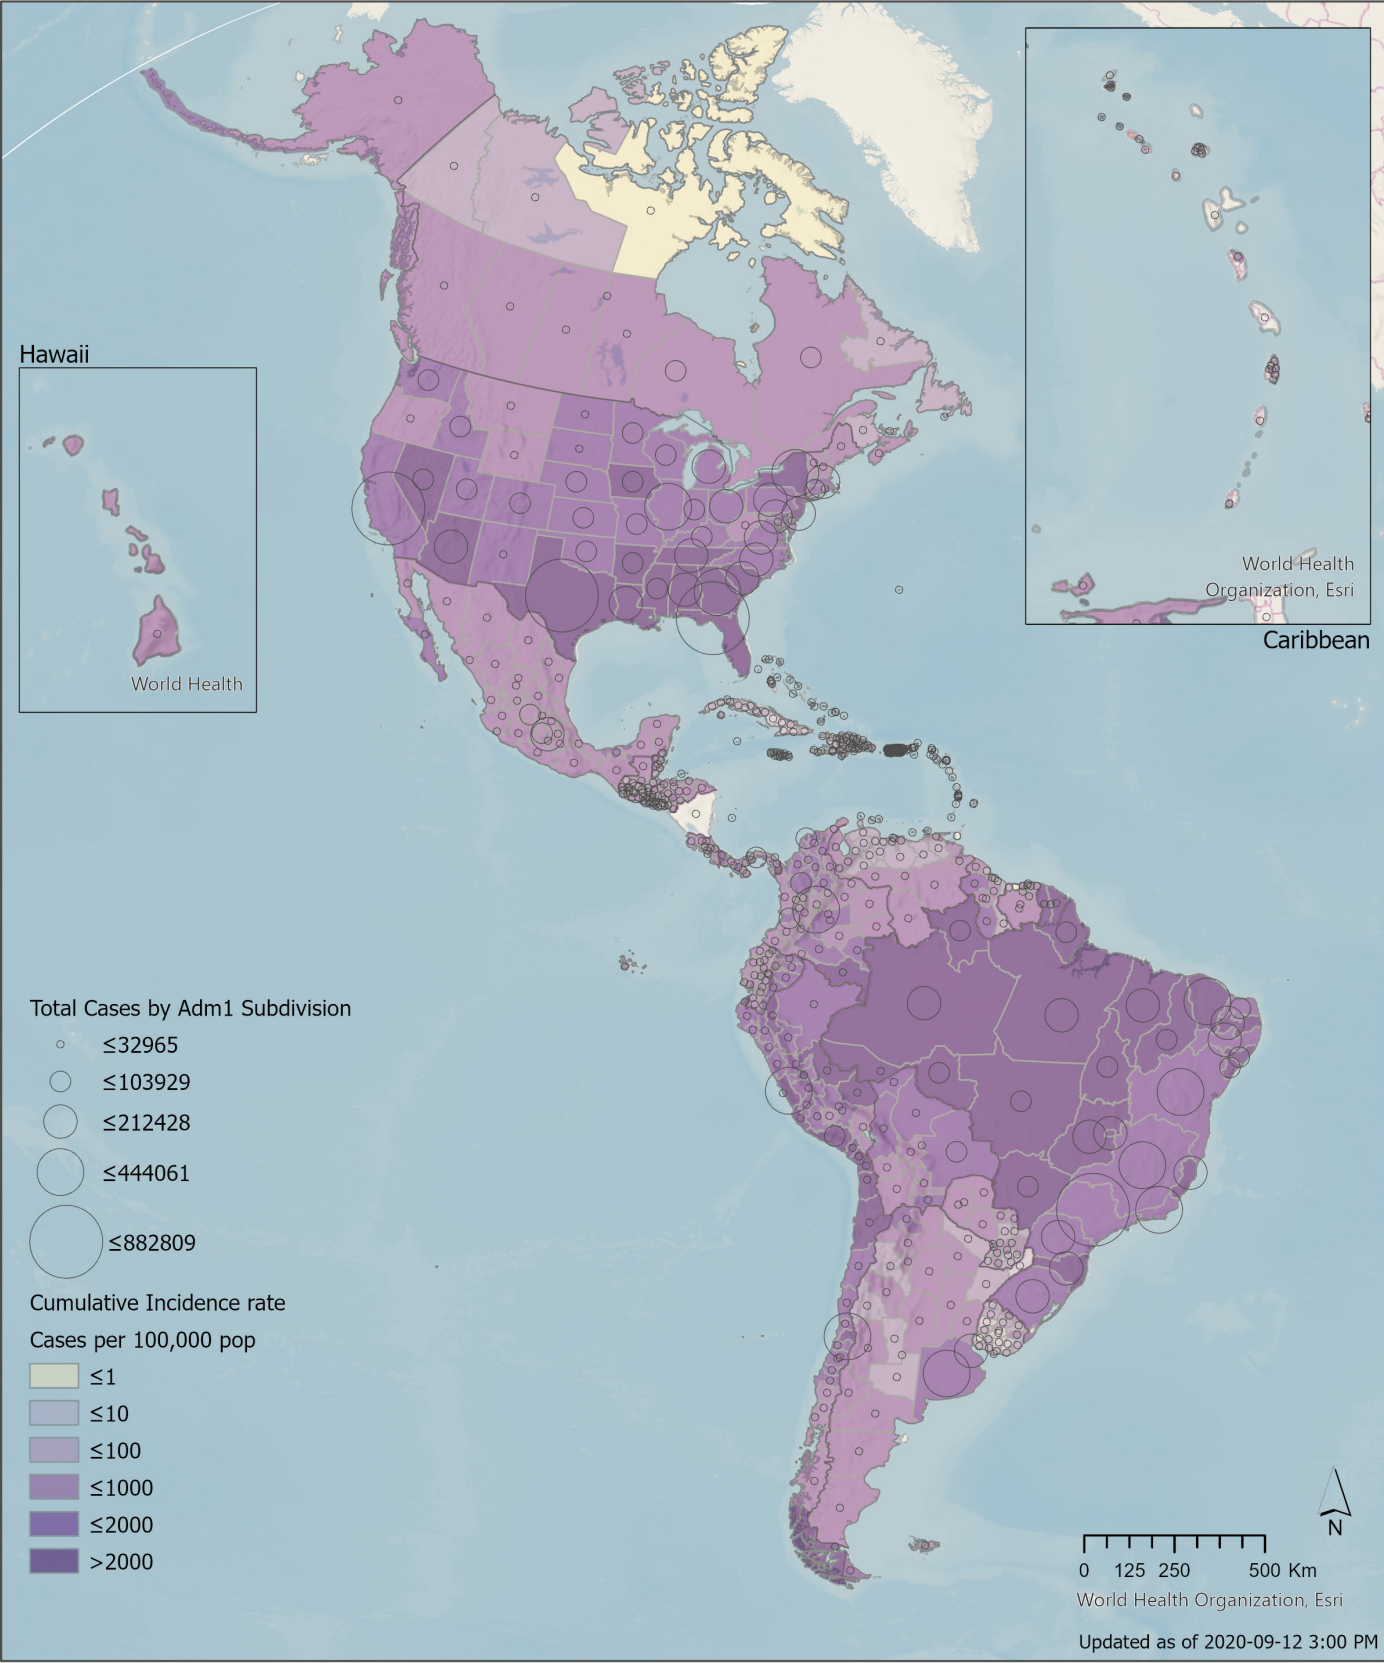 Hawaii
World Health
World Health
Organization, Esri
Caribbean
Total Cases by Adm1 Subdivision
≤32965
≤103929
≤212428
≤444061
≤882809
Cumulative Incidence rate
Cases per 100,000 pop
≤1
≤10
≤100
≤1000
≤2000
>2000
N
0 125 250 500 Km
World Health Organization, Esri
Updated as of 2020-09-12 3:00 PM